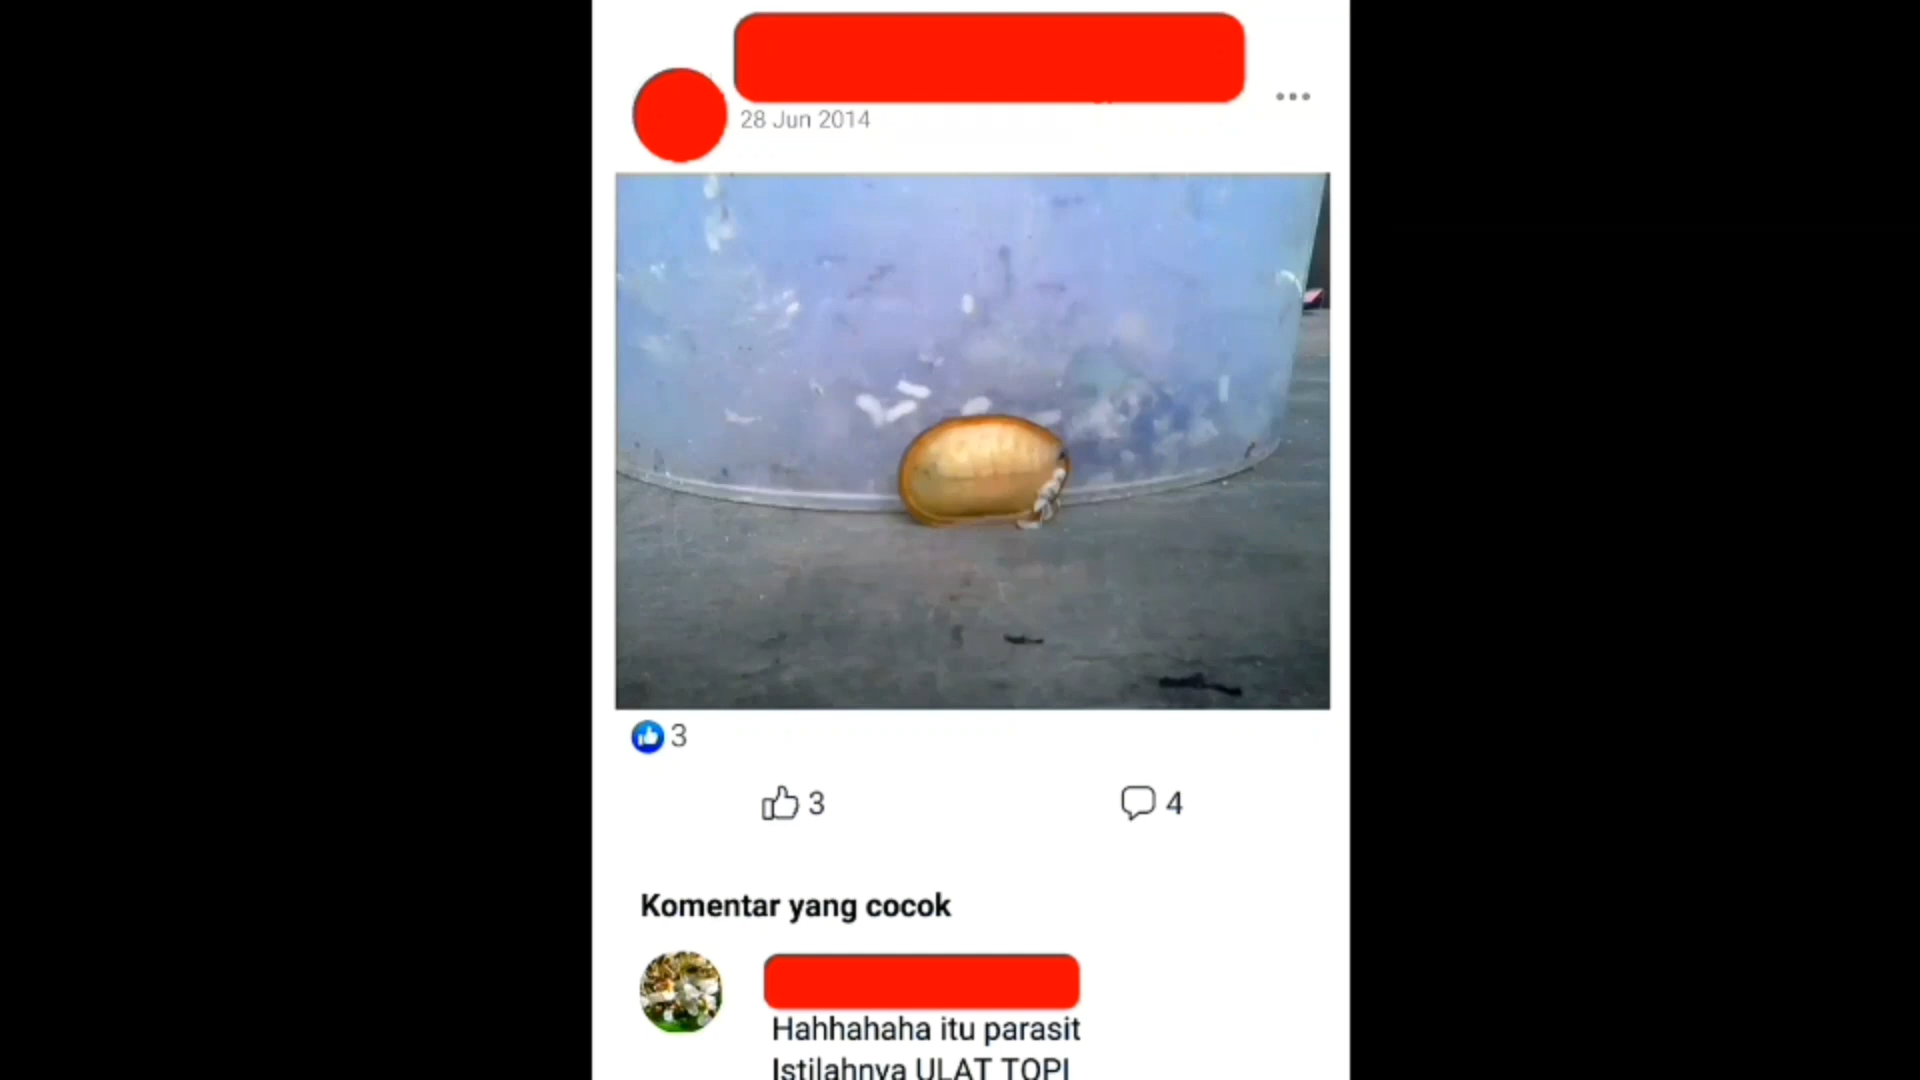 28 Jun 2014
3
3
4
Komentar yang cocok
Hahhahaha itu parasit
Istilahnya ULAT TOPI